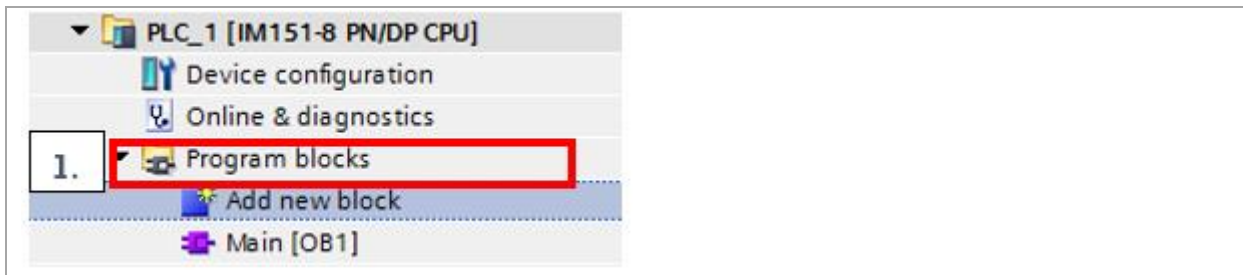 PLC_1 [IM151-8 PN/DP CPU]
Device configuration
Online & diagnostics
1. Program blocks
Add new block
Main [OB1]